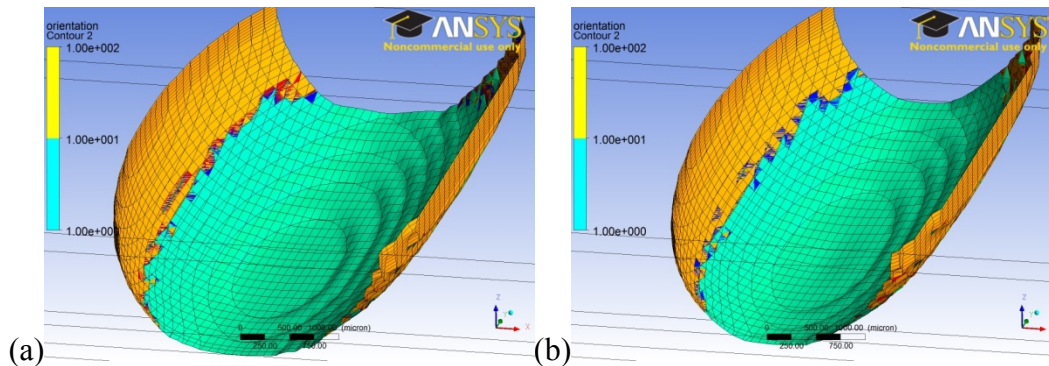 orientation
Contour 2
1.00e+002
1.00e+001
1.00e+000
ANSYS
Noncommercial use only
0 500.00 1000.00 (micron)
250.00 750.00
Z
Y
X
(a)
orientation
Contour 2
1.00e+002
1.00e+001
1.00e+000
ANSYS
Noncommercial use only
0 500.00 1000.00 (micron)
250.00 750.00
Z
Y
X
(b)